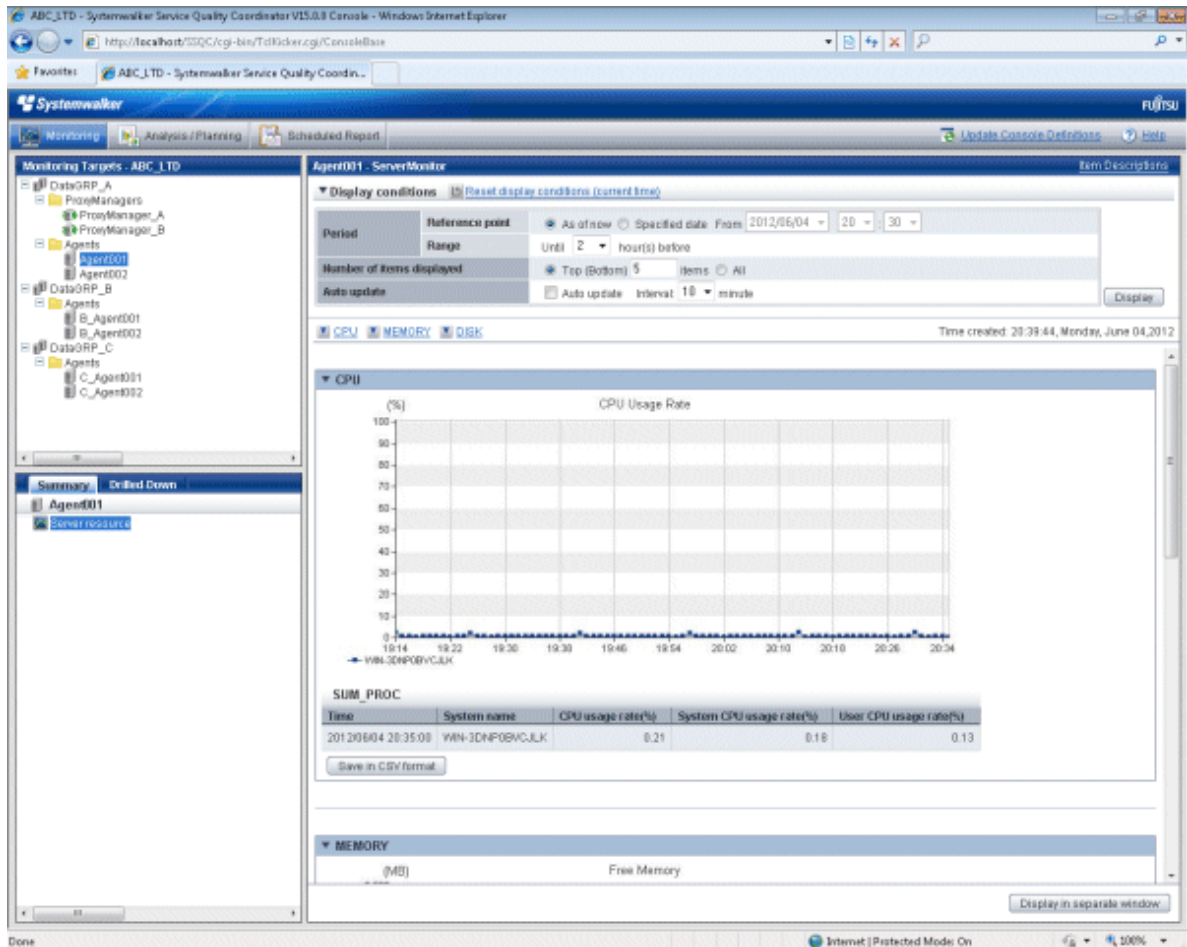 ABC_LTD - Systemwalker Service Quality Coordinator V15.0.0 Console - Windows Internet Explorer
http://localhost/SSQC/cgi-bin/TclKicker.cgi/ConsoleBase
Favorites ABC_LTD - Systemwalker Service Quality Coordin...
Systemwalker FUJITSU
Monitoring Analysis / Planning Scheduled Report Update Console Definitions Help
Monitoring Targets - ABC_LTD
DataGRP_A
ProxyManagers
ProxyManager_A
ProxyManager_B
Agents
Agent001
Agent002
DataGRP_B
Agents
B_Agent001
B_Agent002
DataGRP_C
Agents
C_Agent001
C_Agent002
Summary Drilled Down
Agent001
Server resource
Agent001 - ServerMonitor Item Descriptions
Display conditions Reset display conditions (current time)
Period Reference point As of now Specified date From 2012/06/04 20 : 30
Range Until 2 hour(s) before
Number of items displayed Top (Bottom) 5 items All
Auto update Auto update Interval 10 minute Display
CPU MEMORY DISK Time created: 20:39:44, Monday, June 04,2012
CPU
(%) CPU Usage Rate
100
90
80
70
60
50
40
30
20
10
0
19:14 19:22 19:30 19:38 19:46 19:54 20:02 20:10 20:18 20:26 20:34
WIN-3DNP0BVCJLK
SUM_PROC
Time System name CPU usage rate(%) System CPU usage rate(%) User CPU usage rate(%)
2012/06/04 20:35:00 WIN-3DNP0BVCJLK 0.21 0.18 0.13
Save in CSV format
MEMORY
(MB) Free Memory
Display in separate window
Done Internet | Protected Mode: On 100%